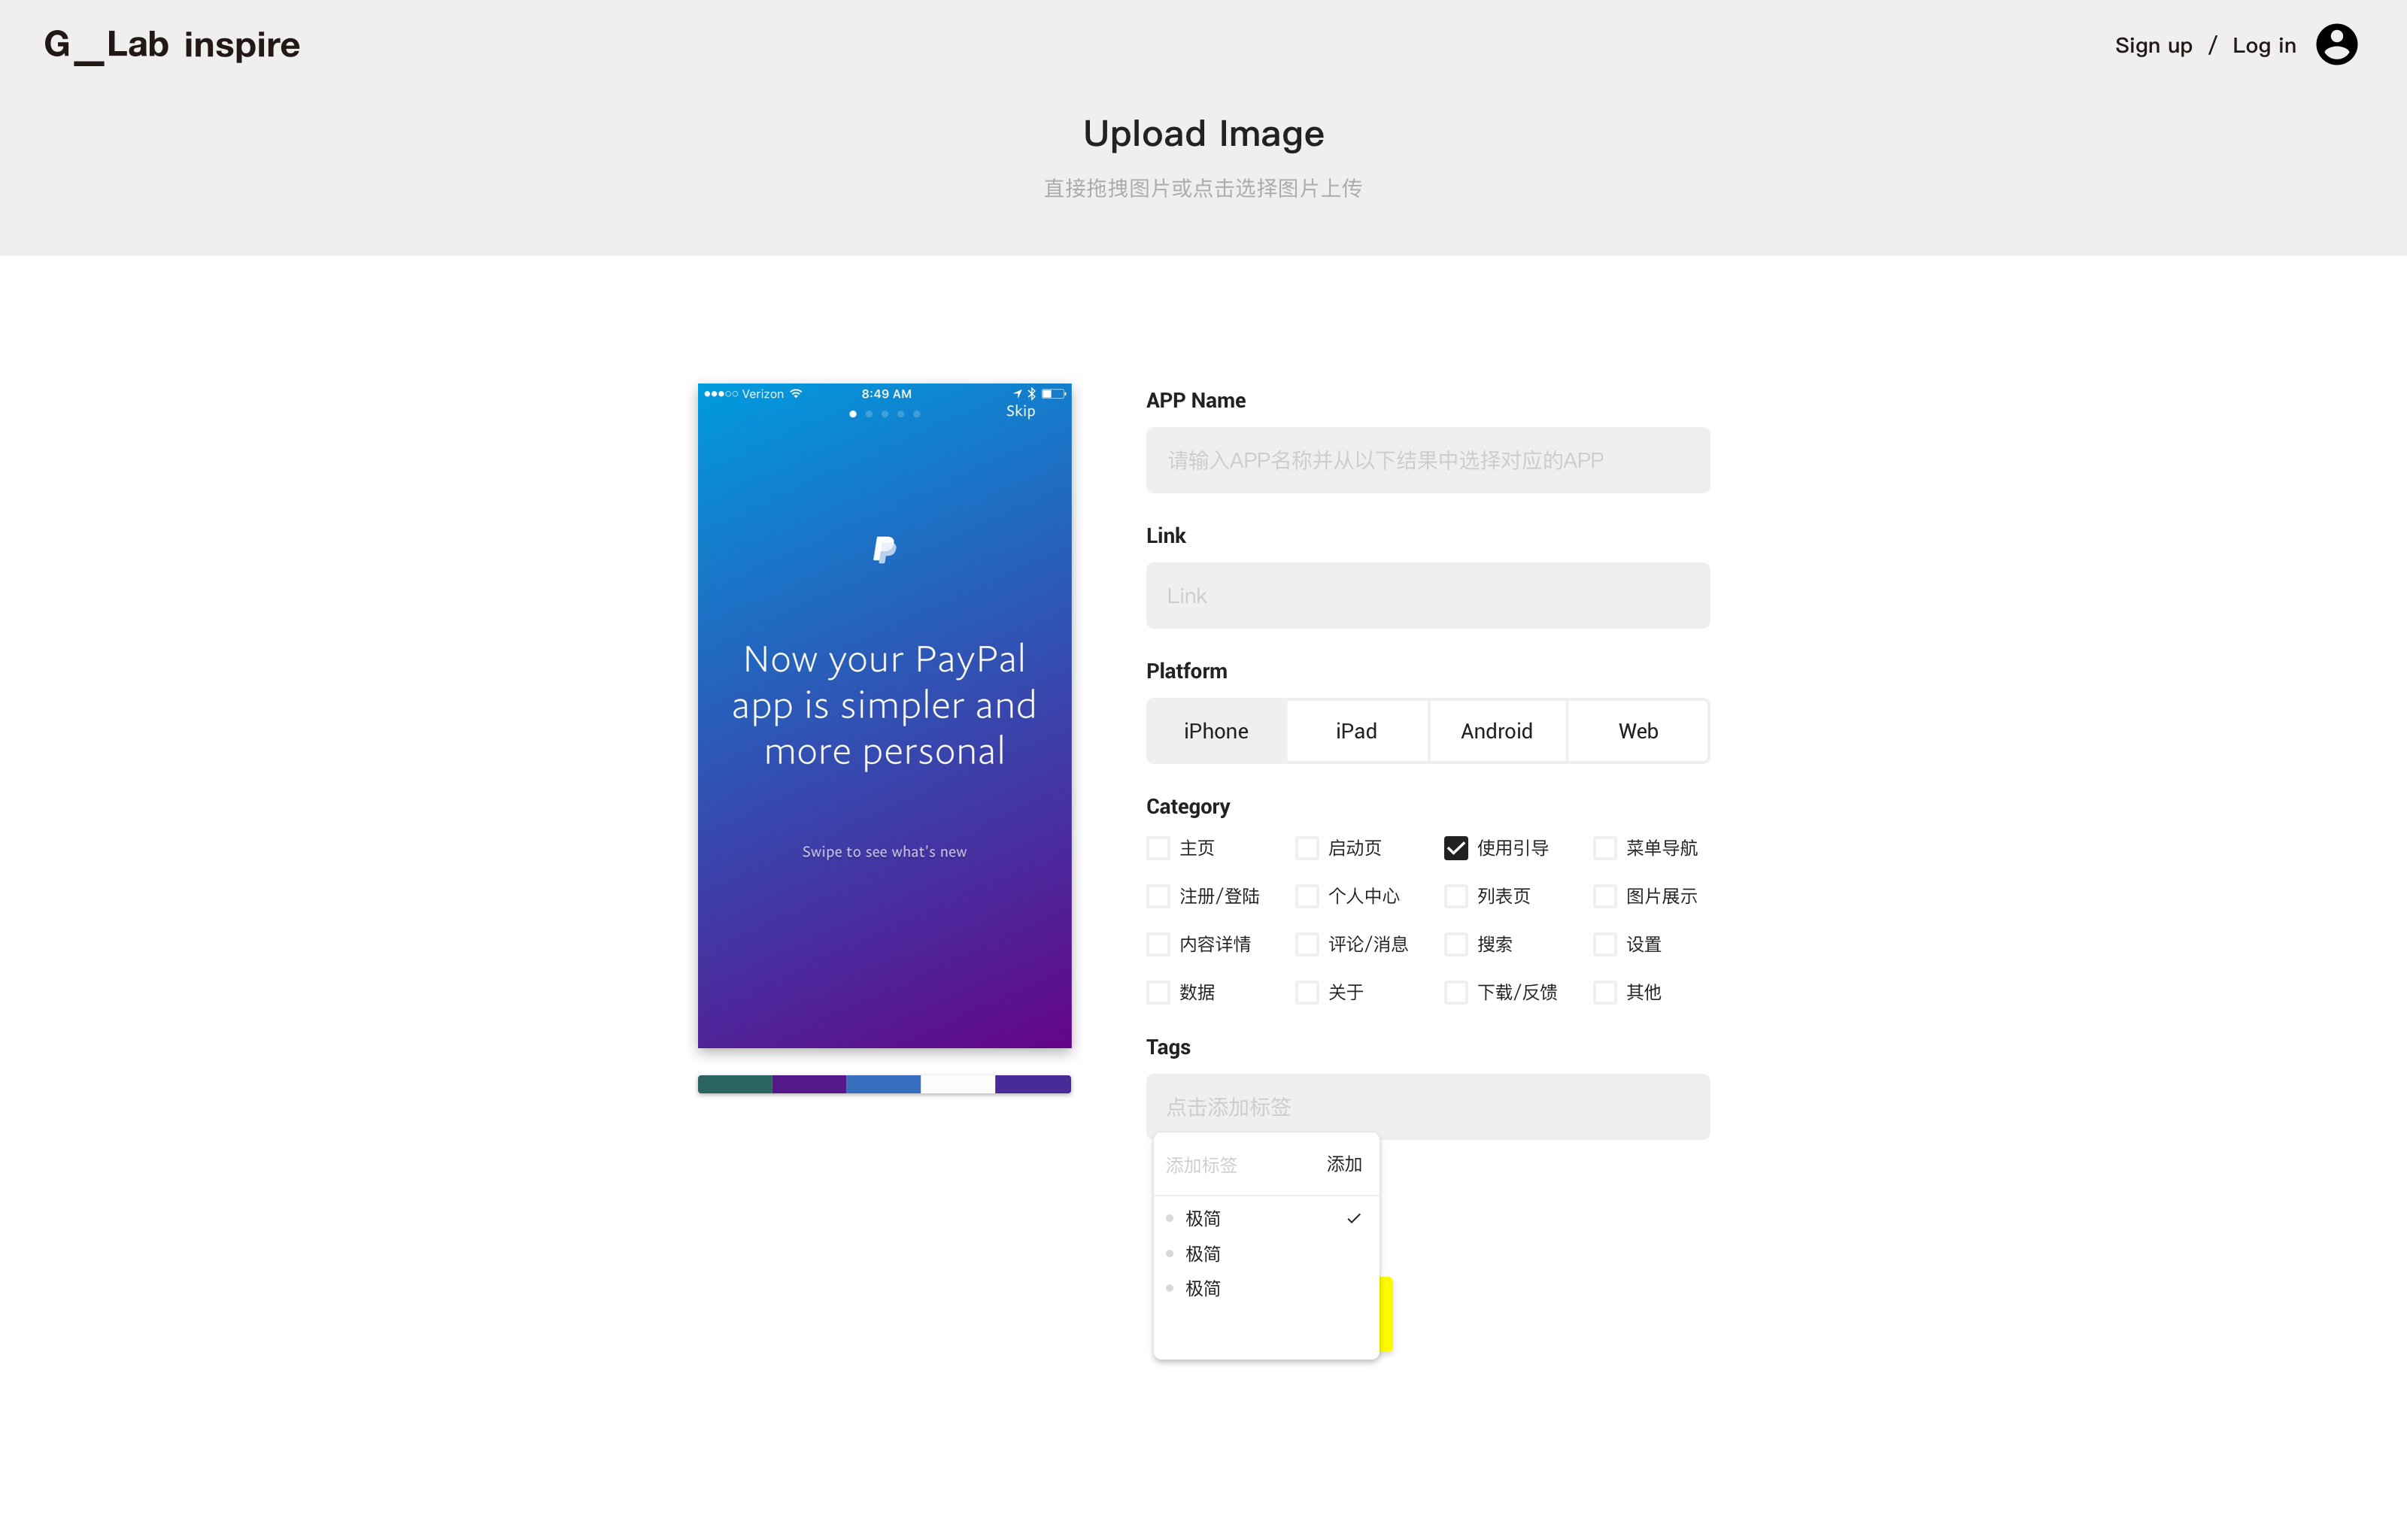 G__Lab inspire
Sign up / Log in
Upload Image
直接拖拽图片或点击选择图片上传
Verizon 8:49 AM
Skip
Now your PayPal
app is simpler and
more personal
Swipe to see what's new
APP Name
请输入APP名称并从以下结果中选择对应的APP
Link
Link
Platform
iPhone iPad Android Web
Category
主页 启动页 使用引导 菜单导航
注册/登陆 个人中心 列表页 图片展示
内容详情 评论/消息 搜索 设置
数据 关于 下载/反馈 其他
Tags
点击添加标签
添加标签 添加
极简
极简
极简